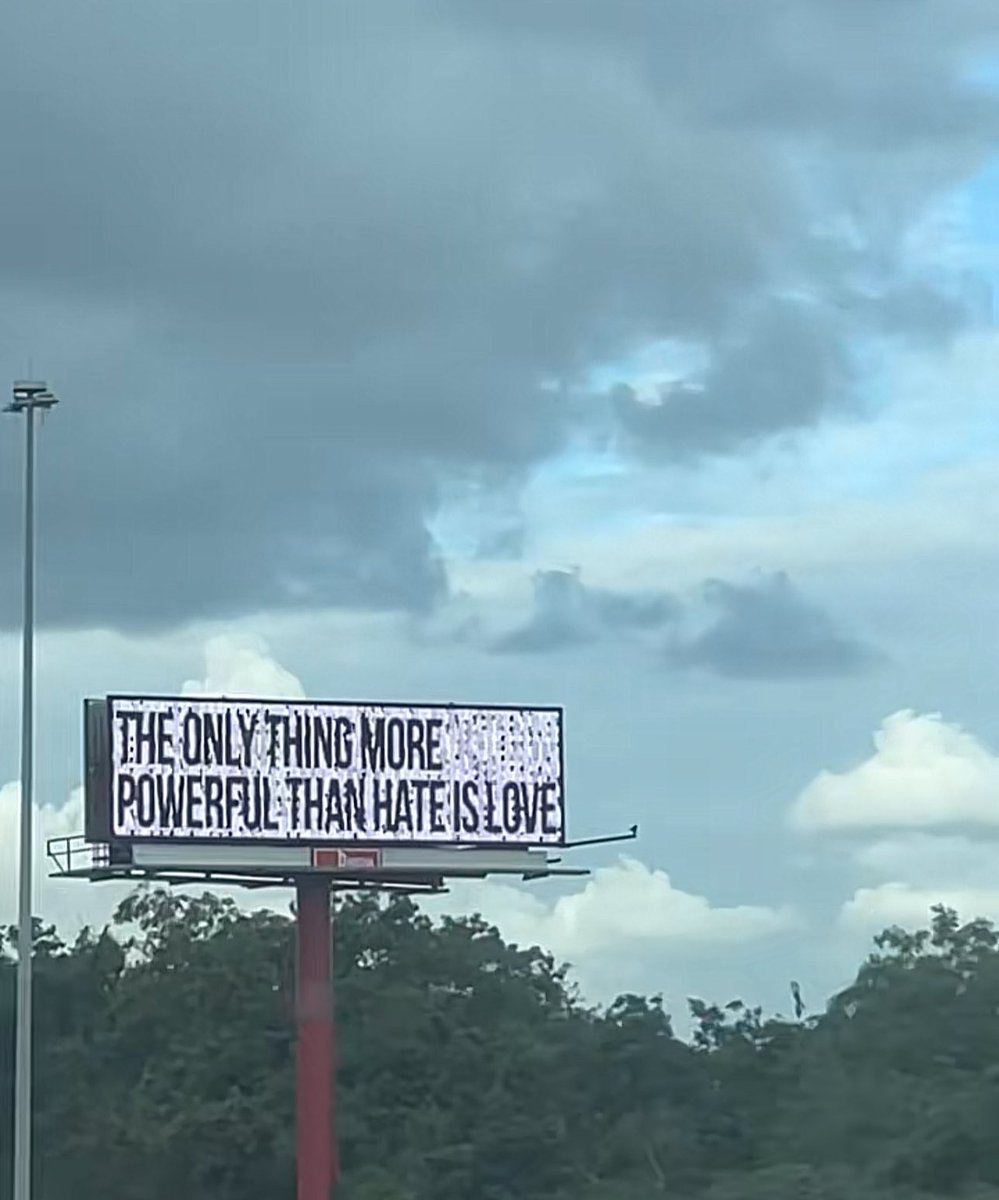 THE ONLY THING MORE
POWERFUL THAN HATE IS LOVE